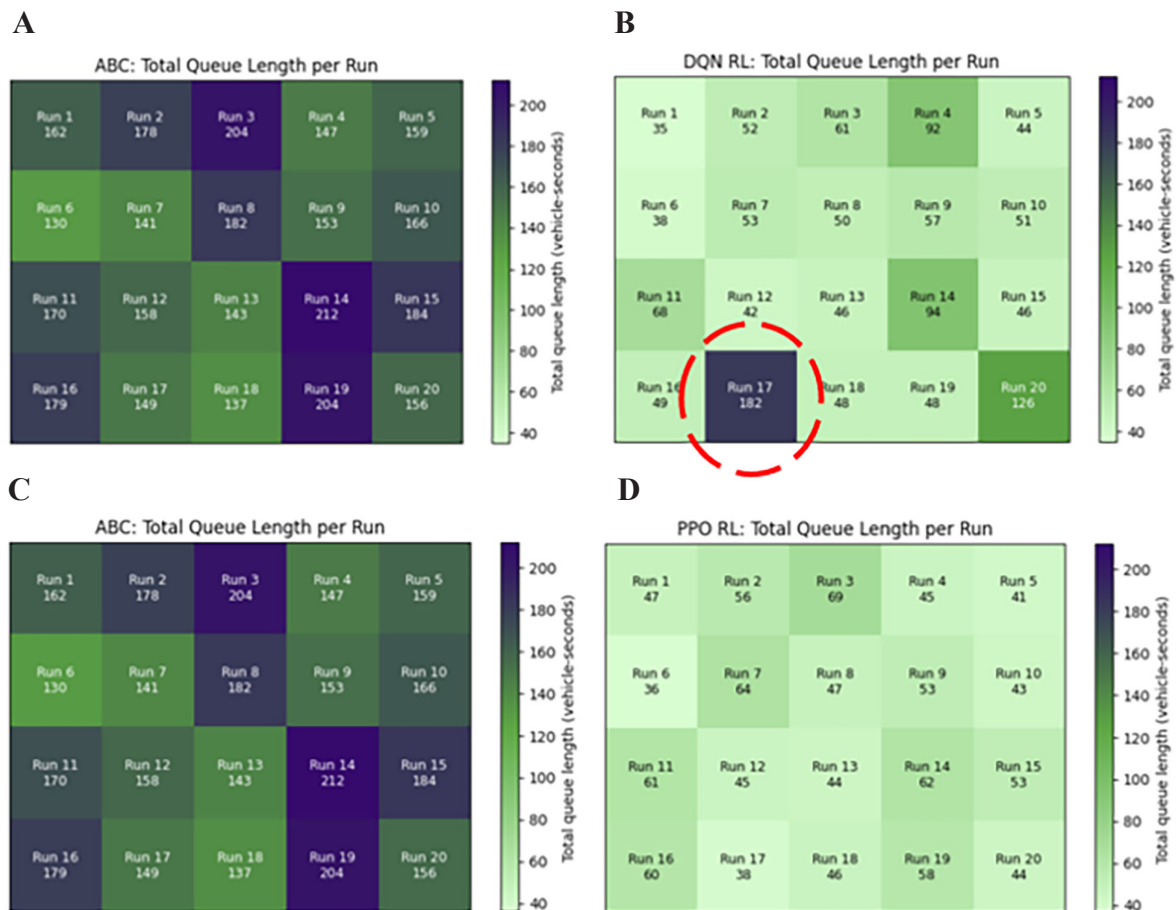 A
ABC: Total Queue Length per Run
Run 1 Run 2 Run 3 Run 4 Run 5
162 178 204 147 159
Run 6 Run 7 Run 8 Run 9 Run 10
130 141 182 153 166
Run 11 Run 12 Run 13 Run 14 Run 15
170 158 143 212 184
Run 16 Run 17 Run 18 Run 19 Run 20
179 149 137 204 156
200
180
160
140
120
100
80
60
40
Total queue length (vehicle-seconds)
B
DQN RL: Total Queue Length per Run
Run 1 Run 2 Run 3 Run 4 Run 5
35 52 61 92 44
Run 6 Run 7 Run 8 Run 9 Run 10
38 53 50 57 51
Run 11 Run 12 Run 13 Run 14 Run 15
68 42 46 94 46
Run 16 Run 17 Run 18 Run 19 Run 20
49 182 48 48 126
200
180
160
140
120
100
80
60
40
Total queue length (vehicle-seconds)
C
ABC: Total Queue Length per Run
Run 1 Run 2 Run 3 Run 4 Run 5
162 178 204 147 159
Run 6 Run 7 Run 8 Run 9 Run 10
130 141 182 153 166
Run 11 Run 12 Run 13 Run 14 Run 15
170 158 143 212 184
Run 16 Run 17 Run 18 Run 19 Run 20
179 149 137 204 156
200
180
160
140
120
100
80
60
40
Total queue length (vehicle-seconds)
D
PPO RL: Total Queue Length per Run
Run 1 Run 2 Run 3 Run 4 Run 5
47 56 69 45 41
Run 6 Run 7 Run 8 Run 9 Run 10
36 64 47 53 43
Run 11 Run 12 Run 13 Run 14 Run 15
61 45 44 62 53
Run 16 Run 17 Run 18 Run 19 Run 20
60 38 46 58 44
200
180
160
140
120
100
80
60
40
Total queue length (vehicle-seconds)